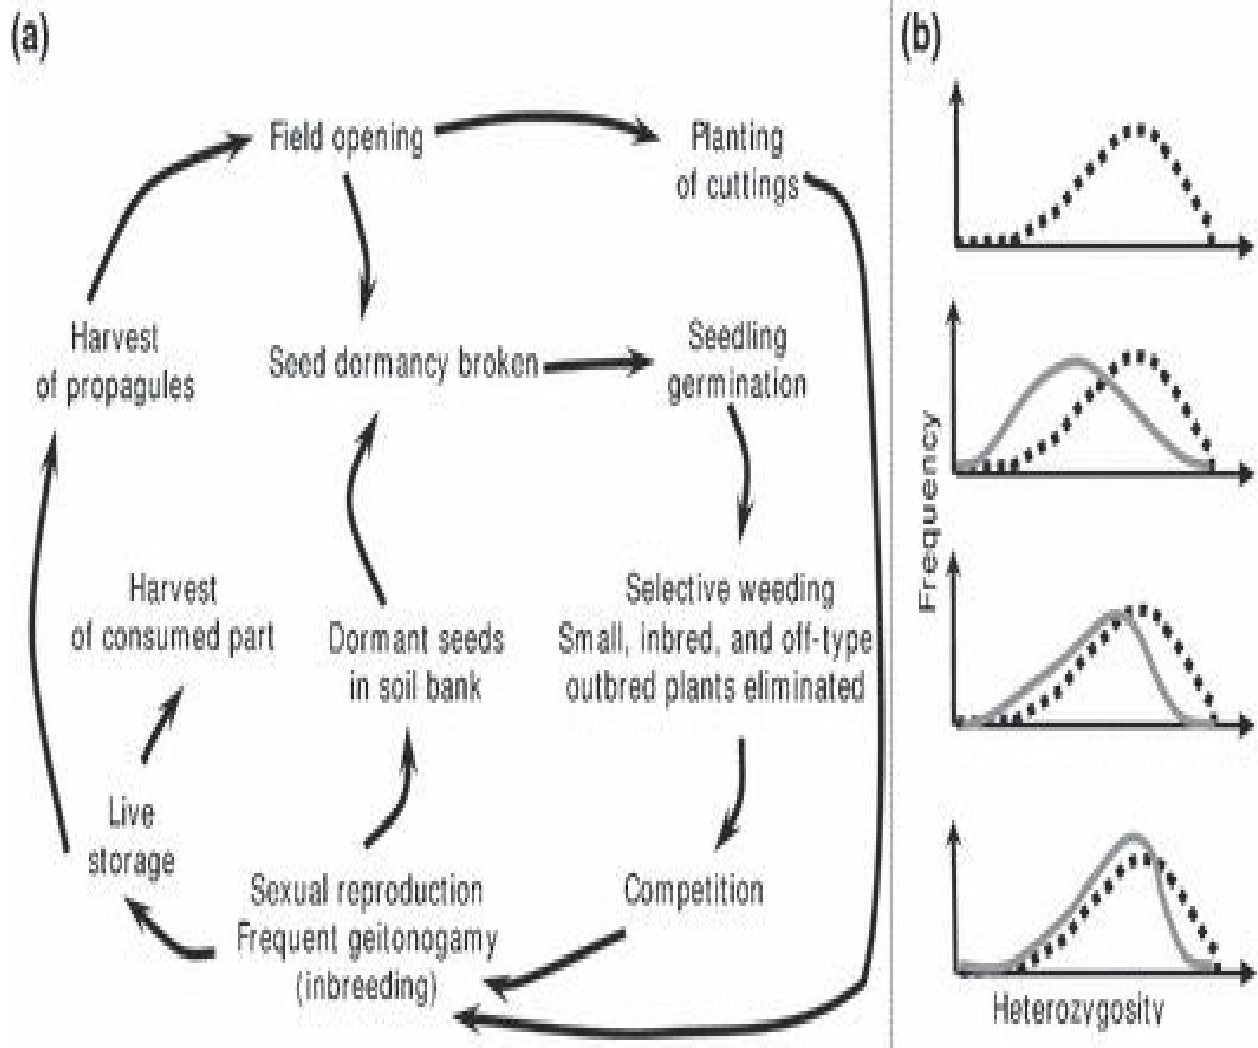 (a)
Field opening
Planting
of cuttings
Harvest
of propagules
Seed dormancy broken
Seedling
germination
Harvest
of consumed part
Dormant seeds
in soil bank
Selective weeding
Small, inbred, and off-type
outbred plants eliminated
Live
storage
Sexual reproduction
Frequent geitonogamy
(inbreeding)
Competition
(b)
Frequency
Heterozygosity